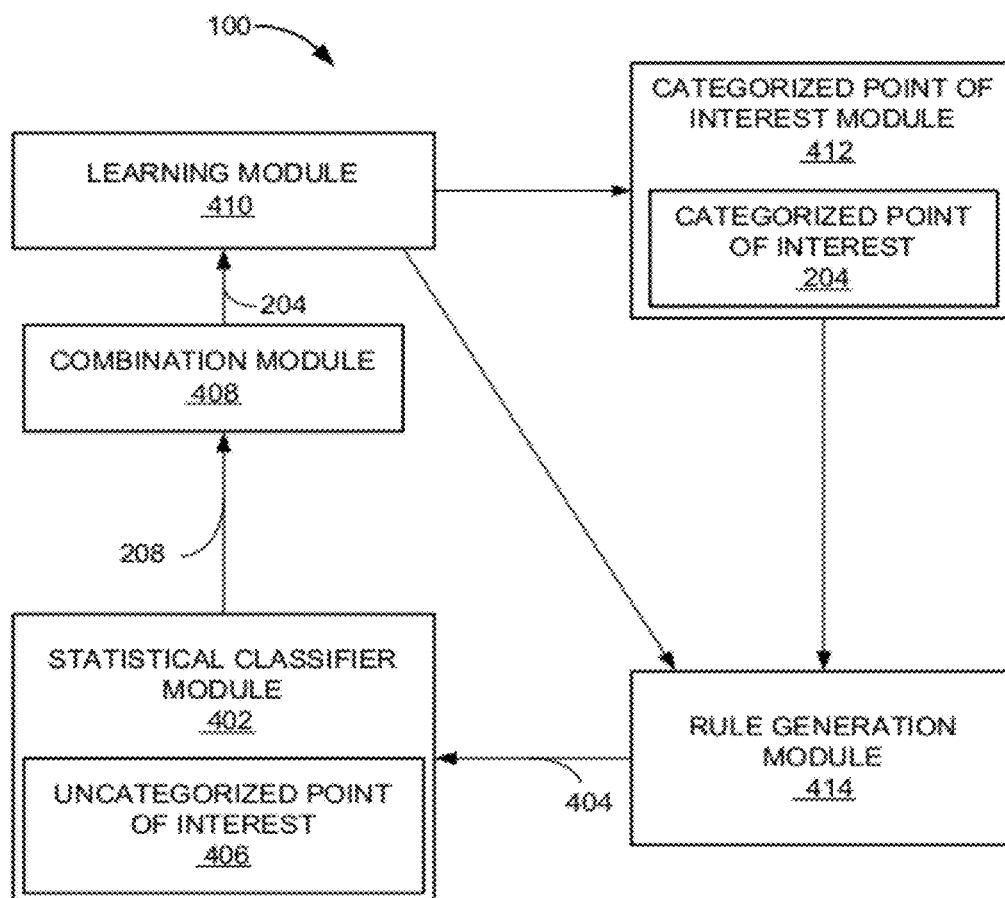 100
CATEGORIZED POINT OF
INTEREST MODULE
412
CATEGORIZED POINT
OF INTEREST
204
LEARNING MODULE
410
204
COMBINATION MODULE
408
208
STATISTICAL CLASSIFIER
MODULE
402
UNCATEGORIZED POINT
OF INTEREST
406
404
RULE GENERATION
MODULE
414